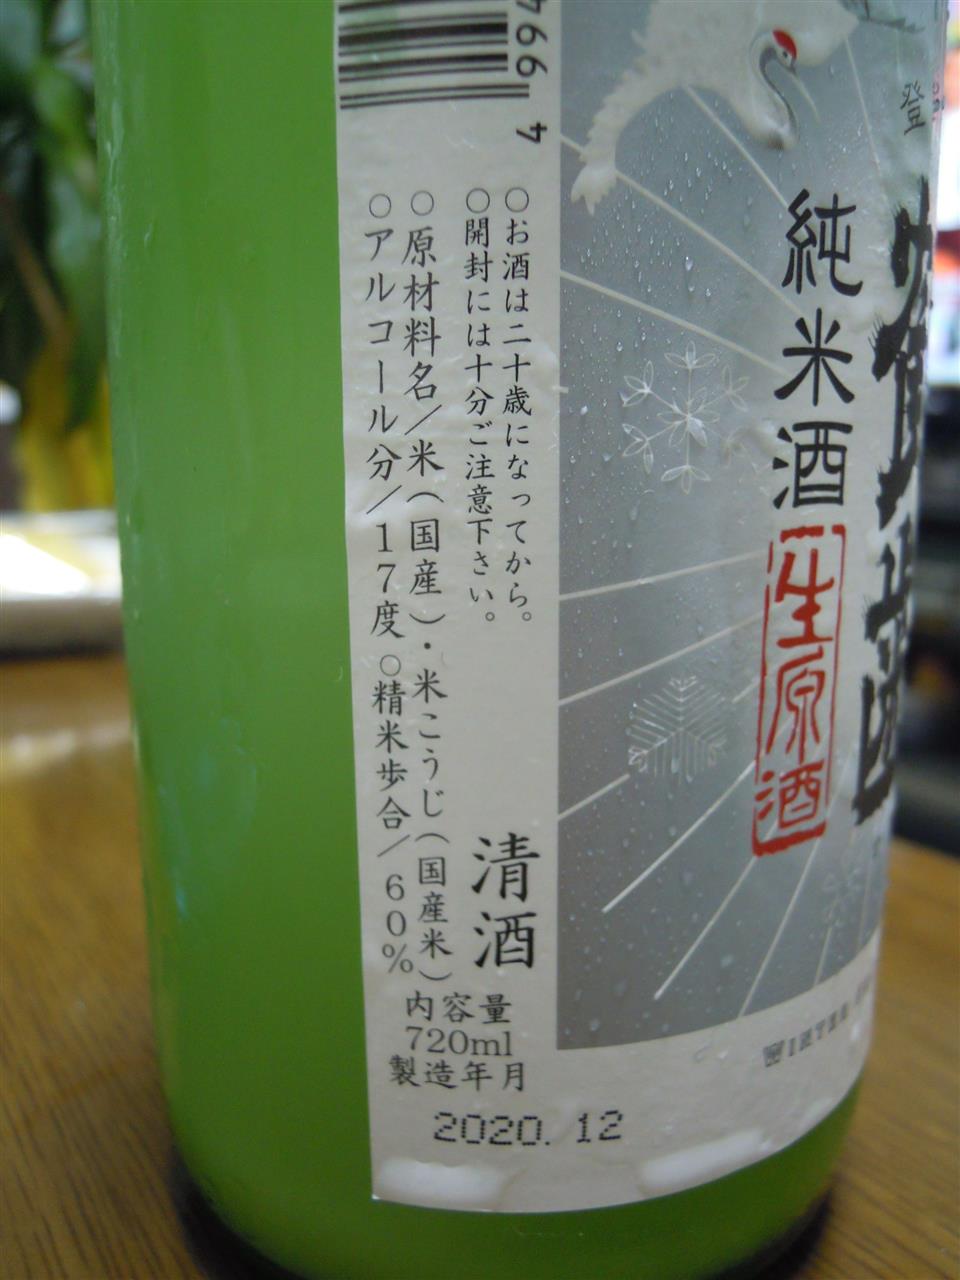 登
純米酒
生原酒
466
4
○お酒は二十歳になってから。
○開封には十分ご注意下さい。
○原材料名/米(国産)・米こうじ(国産米)
○アルコール分/17度 ○精米歩合/60%
清酒
内容量
720ml
製造年月
2020. 12